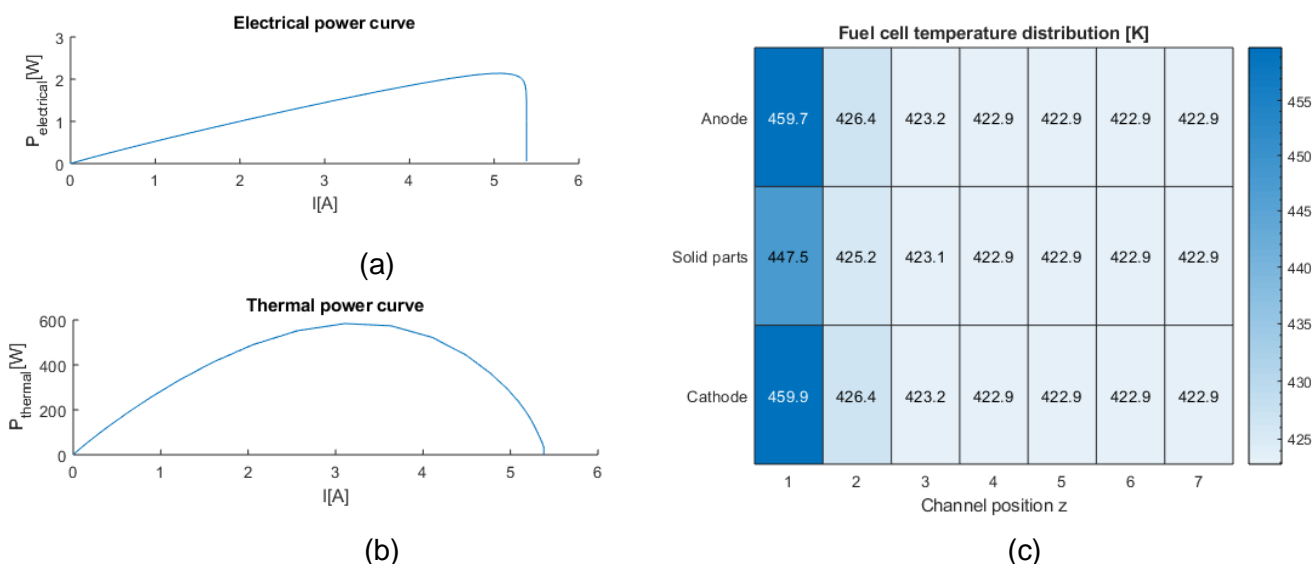 Electrical power curve
3
2
1
0
P electrical[W]
0 1 2 3 4 5 6
I[A]
(a)
Thermal power curve
600
400
200
0
P thermal[W]
0 1 2 3 4 5 6
I[A]
(b)
Fuel cell temperature distribution [K]
Anode 459.7 426.4 423.2 422.9 422.9 422.9 422.9
Solid parts 447.5 425.2 423.1 422.9 422.9 422.9 422.9
Cathode 459.9 426.4 423.2 422.9 422.9 422.9 422.9
1 2 3 4 5 6 7
Channel position z
455
450
445
440
435
430
425
(c)